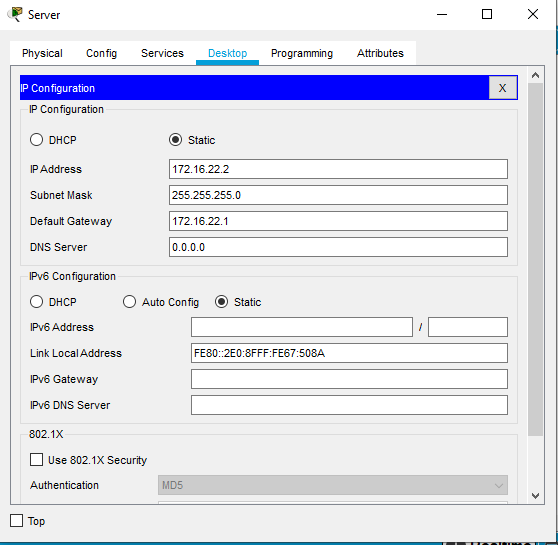 Server
Physical Config Services Desktop Programming Attributes
IP Configuration X
IP Configuration
DHCP Static
IP Address 172.16.22.2
Subnet Mask 255.255.255.0
Default Gateway 172.16.22.1
DNS Server 0.0.0.0
IPv6 Configuration
DHCP Auto Config Static
IPv6 Address /
Link Local Address FE80::2E0:8FFF:FE67:508A
IPv6 Gateway
IPv6 DNS Server
802.1X
Use 802.1X Security
Authentication MD5
Top